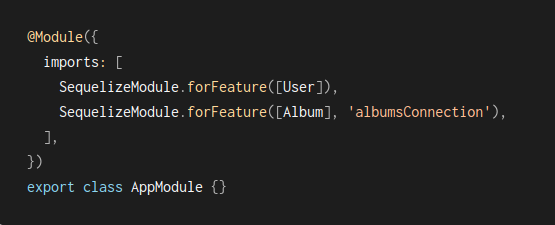 @Module({
  imports: [
    SequelizeModule.forFeature([User]),
    SequelizeModule.forFeature([Album], 'albumsConnection'),
  ],
})
export class AppModule {}